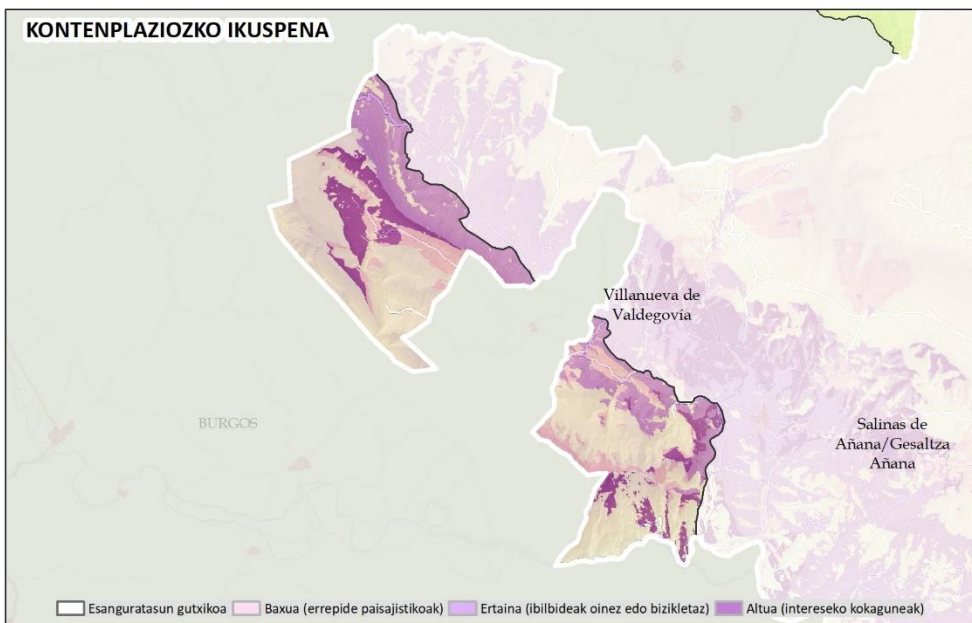 KONTENPLAZIOZKO IKUSPENA
Villanueva de
Valdegovía
BURGOS
Salinas de
Añana/Gesaltza
Añana
Esanguratasun gutxikoa
Baxua (errepide paisajistikoak)
Ertaina (ibilbideak oinez edo bizikletaz)
Altua (intereseko kokaguneak)